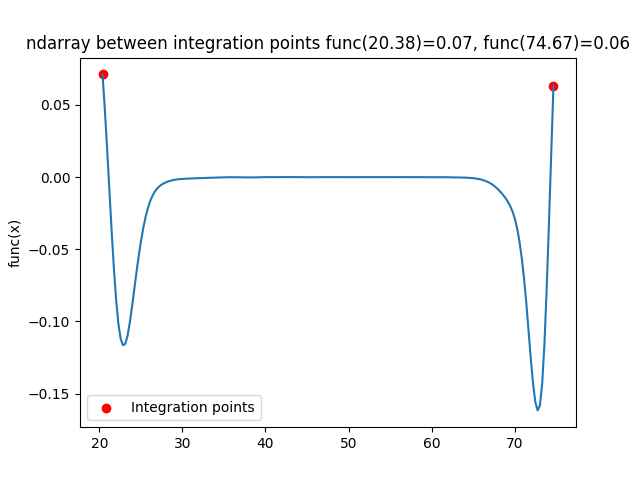 ndarray between integration points func(20.38)=0.07, func(74.67)=0.06
func(x)
0.05
0.00
−0.05
−0.10
−0.15
Integration points
20 30 40 50 60 70